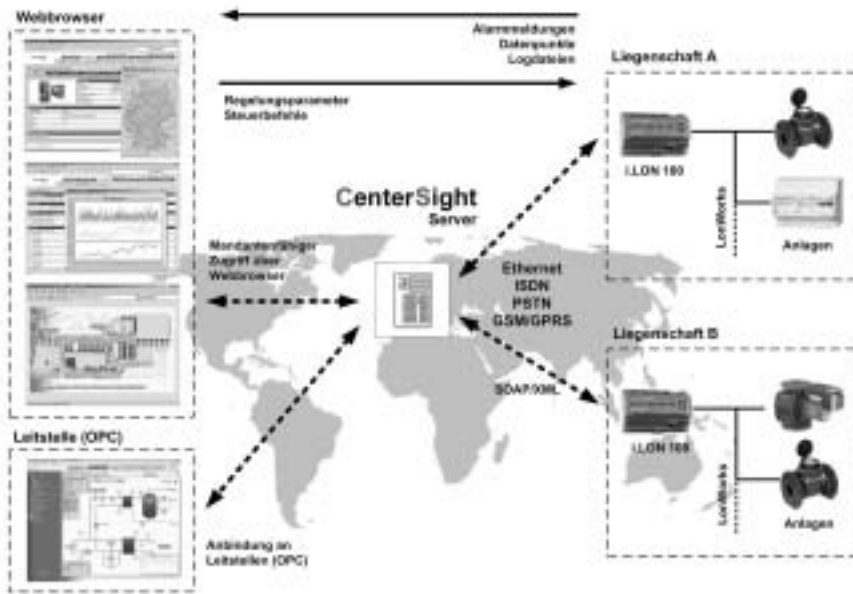 Webbrowser
Alarmmeldungen
Datenpunkte
Logdateien
Regelungsparameter
Steuerbefehle
Liegenschaft A
i.LON 100
LonWorks
Anlagen
CenterSight
Server
Mandantenfähiger
Zugriff über
Webbrowser
Ethernet
ISDN
PSTN
GSM/GPRS
SOAP/XML
Liegenschaft B
i.LON 100
LonWorks
Anlagen
Leitstelle (OPC)
Anbindung an
Leitstellen (OPC)